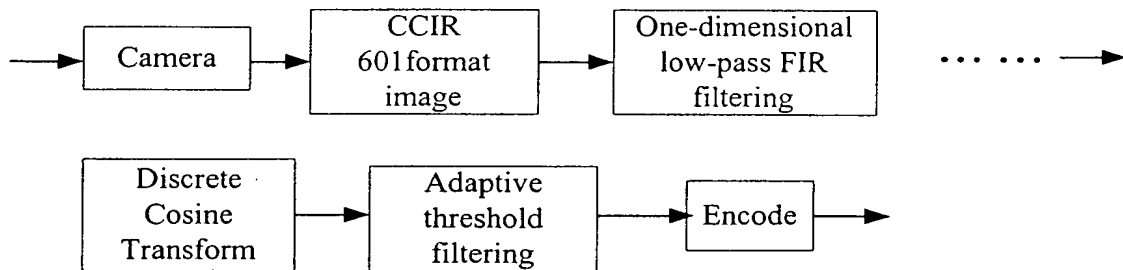 Camera
CCIR
601format
image
One-dimensional
low-pass FIR
filtering
... ...
Discrete
Cosine
Transform
Adaptive
threshold
filtering
Encode